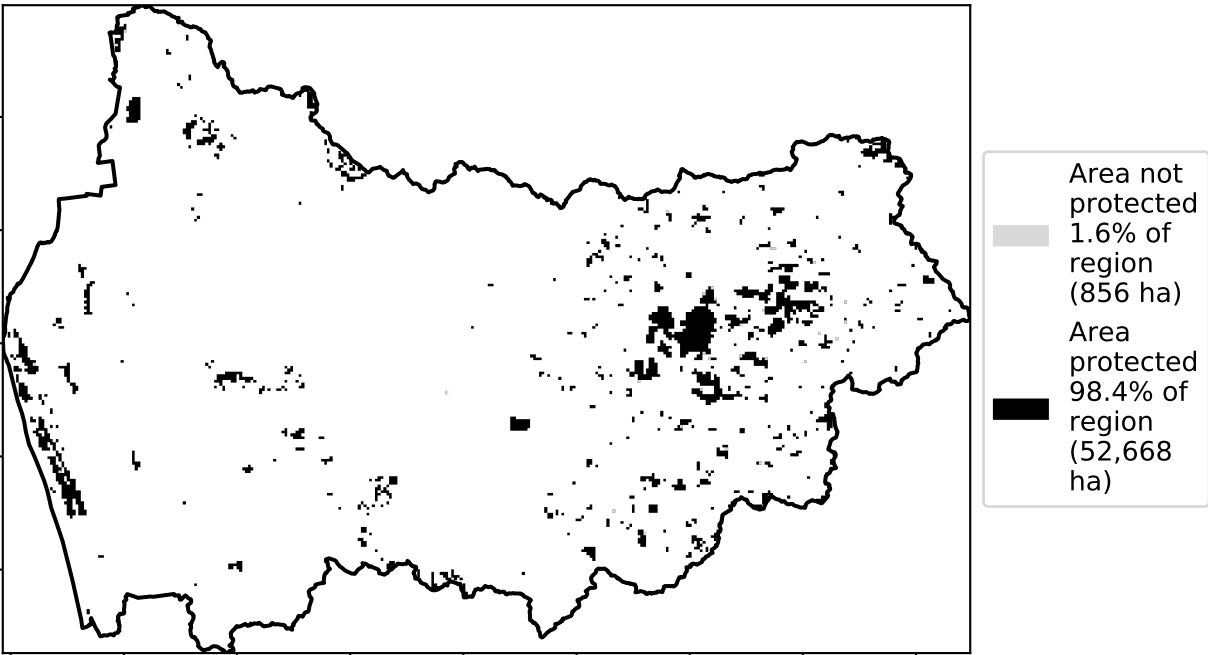 Area not
protected
1.6% of
region
(856 ha)
Area
protected
98.4% of
region
(52,668
ha)